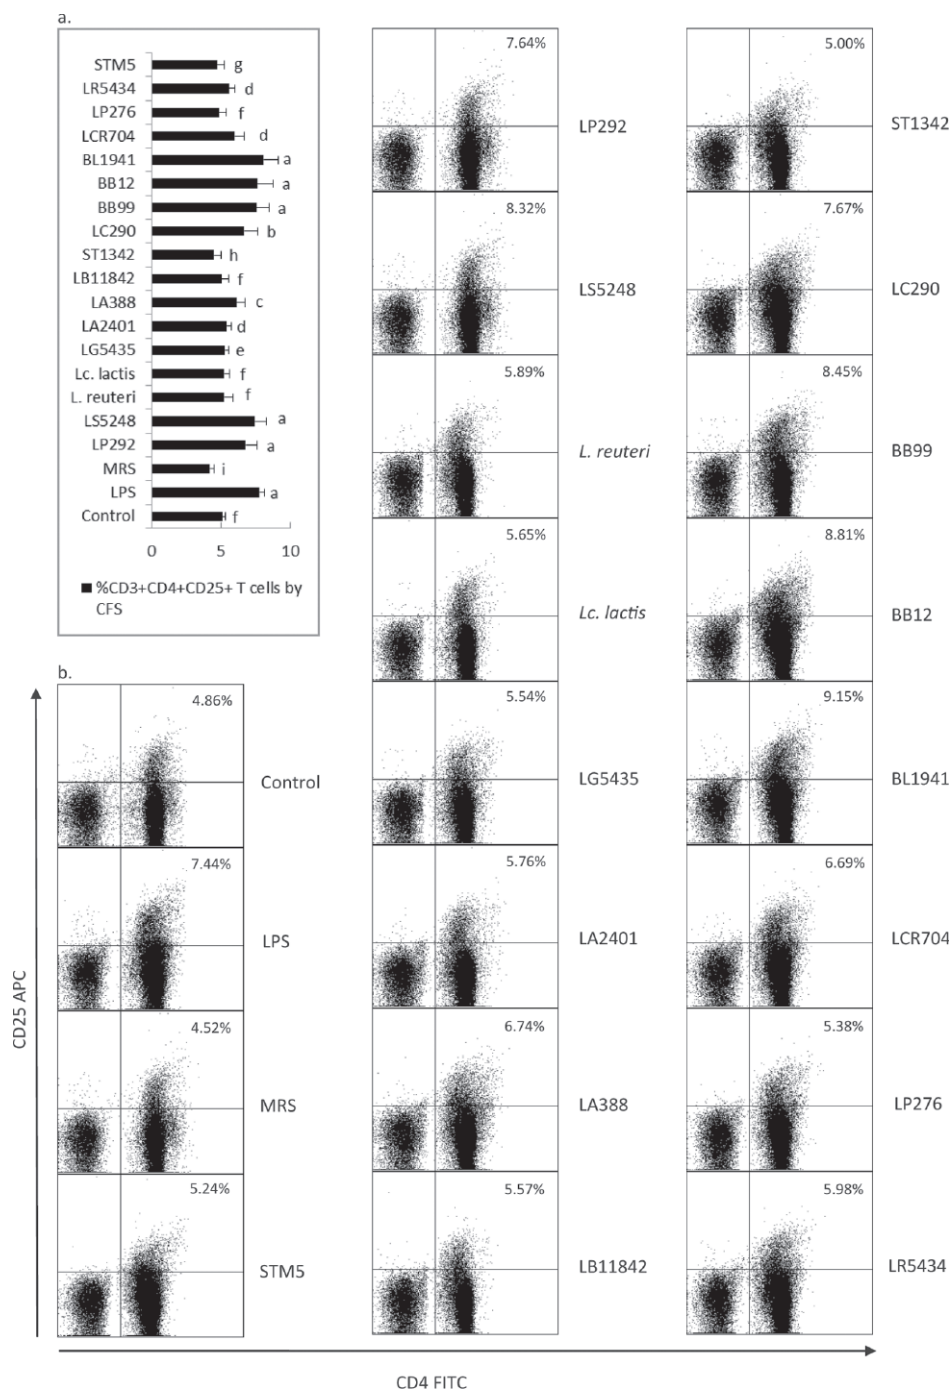 a.
STM5 g
LR5434 d
LP276 f
LCR704 d
BL1941 a
BB12 a
BB99 a
LC290 b
ST1342 h
LB11842 f
LA388 c
LA2401 d
LG5435 e
Lc. lactis f
L. reuteri f
LS5248 a
LP292 a
MRS i
LPS a
Control f
0 5 10
%CD3+CD4+CD25+ T cells by
CFS
b.
4.86%
Control
7.44%
LPS
4.52%
MRS
5.24%
STM5
7.64%
LP292
8.32%
LS5248
5.89%
L. reuteri
5.65%
Lc. lactis
5.54%
LG5435
5.76%
LA2401
6.74%
LA388
5.57%
LB11842
5.00%
ST1342
7.67%
LC290
8.45%
BB99
8.81%
BB12
9.15%
BL1941
6.69%
LCR704
5.38%
LP276
5.98%
LR5434
CD25 APC
CD4 FITC